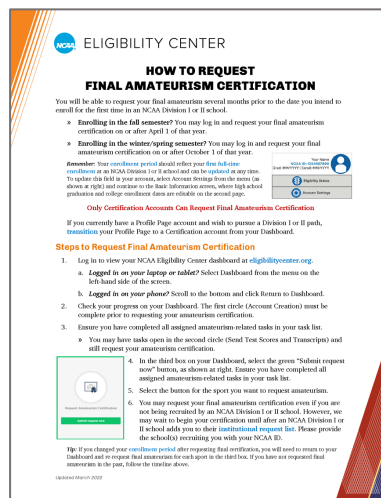 NCAA ELIGIBILITY CENTER
HOW TO REQUEST
FINAL AMATEURISM CERTIFICATION
You will be able to request your final amateurism several months prior to the date you intend to
enroll for the first time in an NCAA Division I or II school.
» Enrolling in the fall semester? You may log in and request your final amateurism
certification on or after April 1 of that year.
» Enrolling in the winter/spring semester? You may log in and request your final
amateurism certification on or after October 1 of that year.
Remember: Your enrollment period should reflect your first full-time
enrollment at an NCAA Division I or II school and can be updated at any time.
To update this field in your account, select Account Settings from the menu (as
shown at right) and continue to the Basic Information screen, where high school
graduation and college enrollment dates are editable on the second page.
Your Name
Eligibility Status
Account Settings
Only Certification Accounts Can Request Final Amateurism Certification
If you currently have a Profile Page account and wish to pursue a Division I or II path,
transition your Profile Page to a Certification account from your Dashboard.
Steps to Request Final Amateurism Certification
1. Log in to view your NCAA Eligibility Center dashboard at eligibilitycenter.org.
a. Logged in on your laptop or tablet? Select Dashboard from the menu on the
left-hand side of the screen.
b. Logged in on your phone? Scroll to the bottom and click Return to Dashboard.
2. Check your progress on your Dashboard. The first circle (Account Creation) must be
complete prior to requesting your amateurism certification.
3. Ensure you have completed all assigned amateurism-related tasks in your task list.
» You may have tasks open in the second circle (Send Test Scores and Transcripts) and
still request your amateurism certification.
Request Amateurism Certification
Submit request now
4. In the third box on your Dashboard, select the green "Submit request
now" button, as shown at right. Ensure you have completed all
assigned amateurism-related tasks in your task list.
5. Select the button for the sport you want to request amateurism.
6. You may request your final amateurism certification even if you are
not being recruited by an NCAA Division I or II school. However, we
may wait to begin your certification until after an NCAA Division I or
II school adds you to their institutional request list. Please provide
the school(s) recruiting you with your NCAA ID.
Tip: If you changed your enrollment period after requesting final certification, you will need to return to your
Dashboard and re-request final amateurism for each sport in the third box. If you have not requested final
amateurism in the past, follow the timeline above.
Updated March 2022